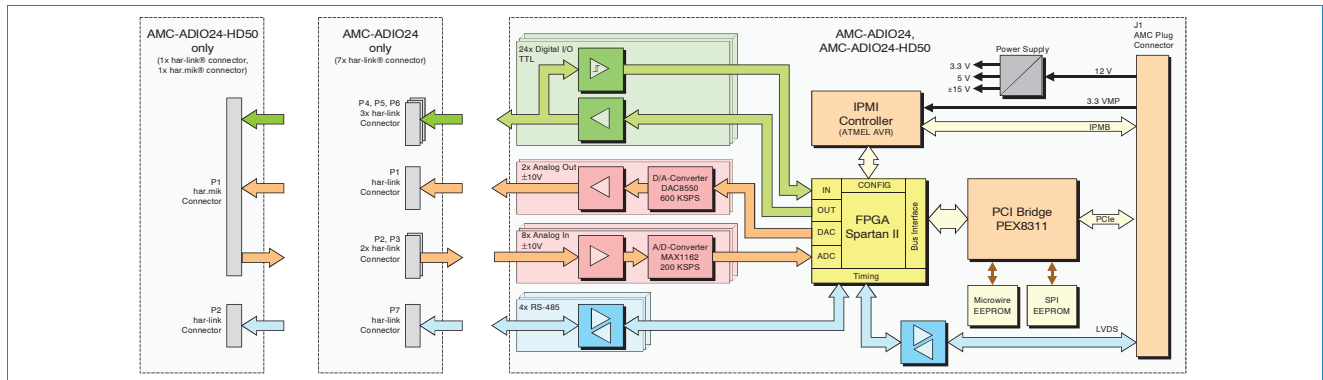 AMC-ADIO24-HD50
only
(1x har-link® connector,
1x har.mik® connector)
P1
har.mik
Connector
P2
har-link
Connector
AMC-ADIO24
only
(7x har-link® connector)
P4, P5, P6
3x har-link
Connector
P1
har-link
Connector
P2, P3
2x har-link
Connector
P7
har-link
Connector
24x Digital I/O
TTL
2x Analog Out
±10V
D/A-Converter
DAC8550
600 KSPS
8x Analog In
±10V
A/D-Converter
MAX1162
200 KSPS
4x RS-485
AMC-ADIO24,
AMC-ADIO24-HD50
IPMI
Controller
(ATMEL AVR)
IN
OUT
DAC
ADC
CONFIG
FPGA
Spartan II
Bus Interface
Timing
Power Supply
3.3 V
5 V
±15 V
12 V
3.3 VMP
IPMB
PCI Bridge
PEX8311
PCIe
Microwire
EEPROM
SPI
EEPROM
LVDS
J1
AMC Plug
Connector